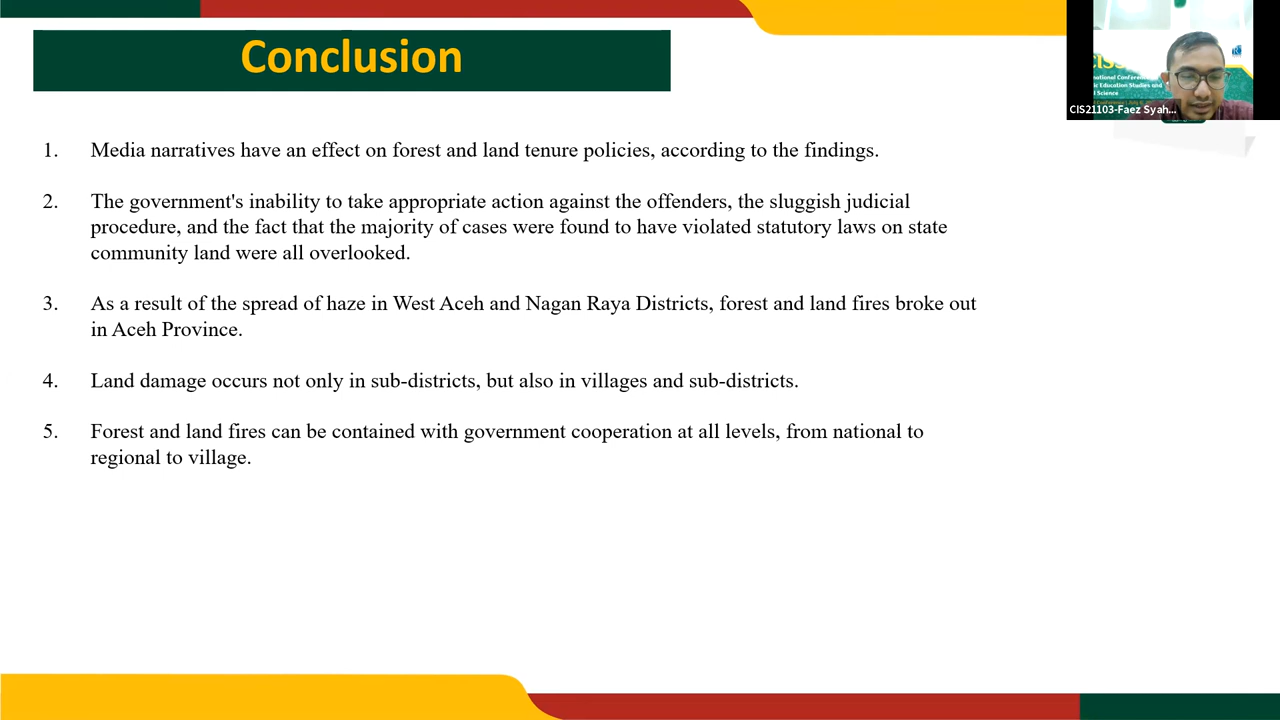 Conclusion
1. Media narratives have an effect on forest and land tenure policies, according to the findings.
2. The government's inability to take appropriate action against the offenders, the sluggish judicial
procedure, and the fact that the majority of cases were found to have violated statutory laws on state
community land were all overlooked.
3. As a result of the spread of haze in West Aceh and Nagan Raya Districts, forest and land fires broke out
in Aceh Province.
4. Land damage occurs not only in sub-districts, but also in villages and sub-districts.
5. Forest and land fires can be contained with government cooperation at all levels, from national to
regional to village.
national Conferen
c Education Studies and
l Science
CIS21103-Faez Syah...